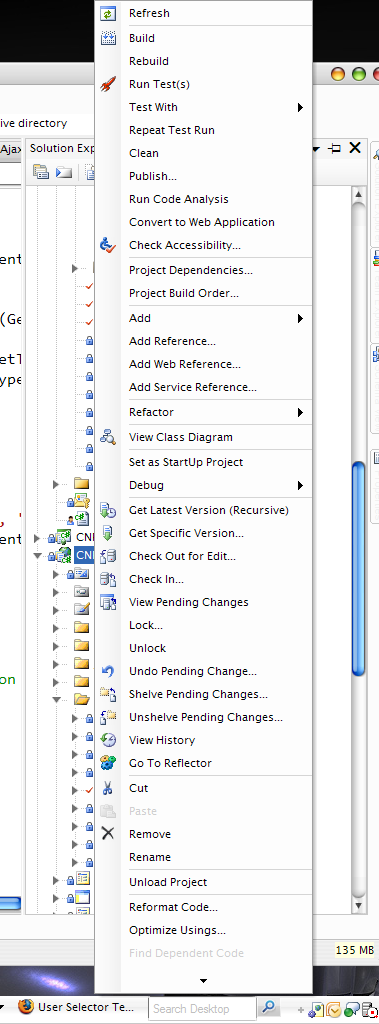 Refresh
Build
Rebuild
Run Test(s)
Test With
ive directory
Repeat Test Run
Ajax
Solution Exp
Clean
Publish...
Run Code Analysis
Convert to Web Application
Check Accessibility...
ent
Project Dependencies...
Project Build Order...
(Ge
Add
Add Reference...
Add Web Reference...
ype
Add Service Reference...
Refactor
View Class Diagram
Set as StartUp Project
Debug
Get Latest Version (Recursive)
, '
Get Specific Version...
ent
Check Out for Edit...
Check In...
View Pending Changes
Lock...
Unlock
Undo Pending Change...
on
Shelve Pending Changes...
Unshelve Pending Changes...
View History
Go To Reflector
Cut
Paste
Remove
Rename
Unload Project
Reformat Code...
Optimize Usings...
135 MB
Find Dependent Code
User Selector Te...
Search Desktop